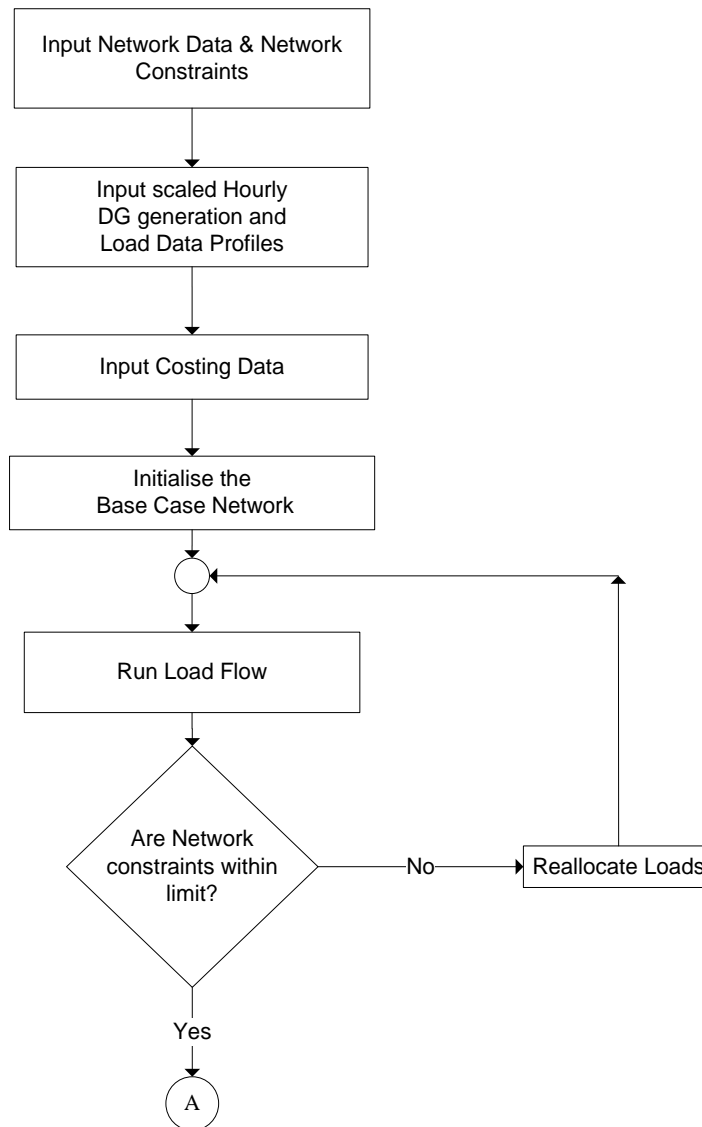 Input Network Data & Network
Constraints
Input scaled Hourly
DG generation and
Load Data Profiles
Input Costing Data
Initialise the
Base Case Network
Run Load Flow
Are Network
constraints within
limit?
No
Reallocate Loads
Yes
A